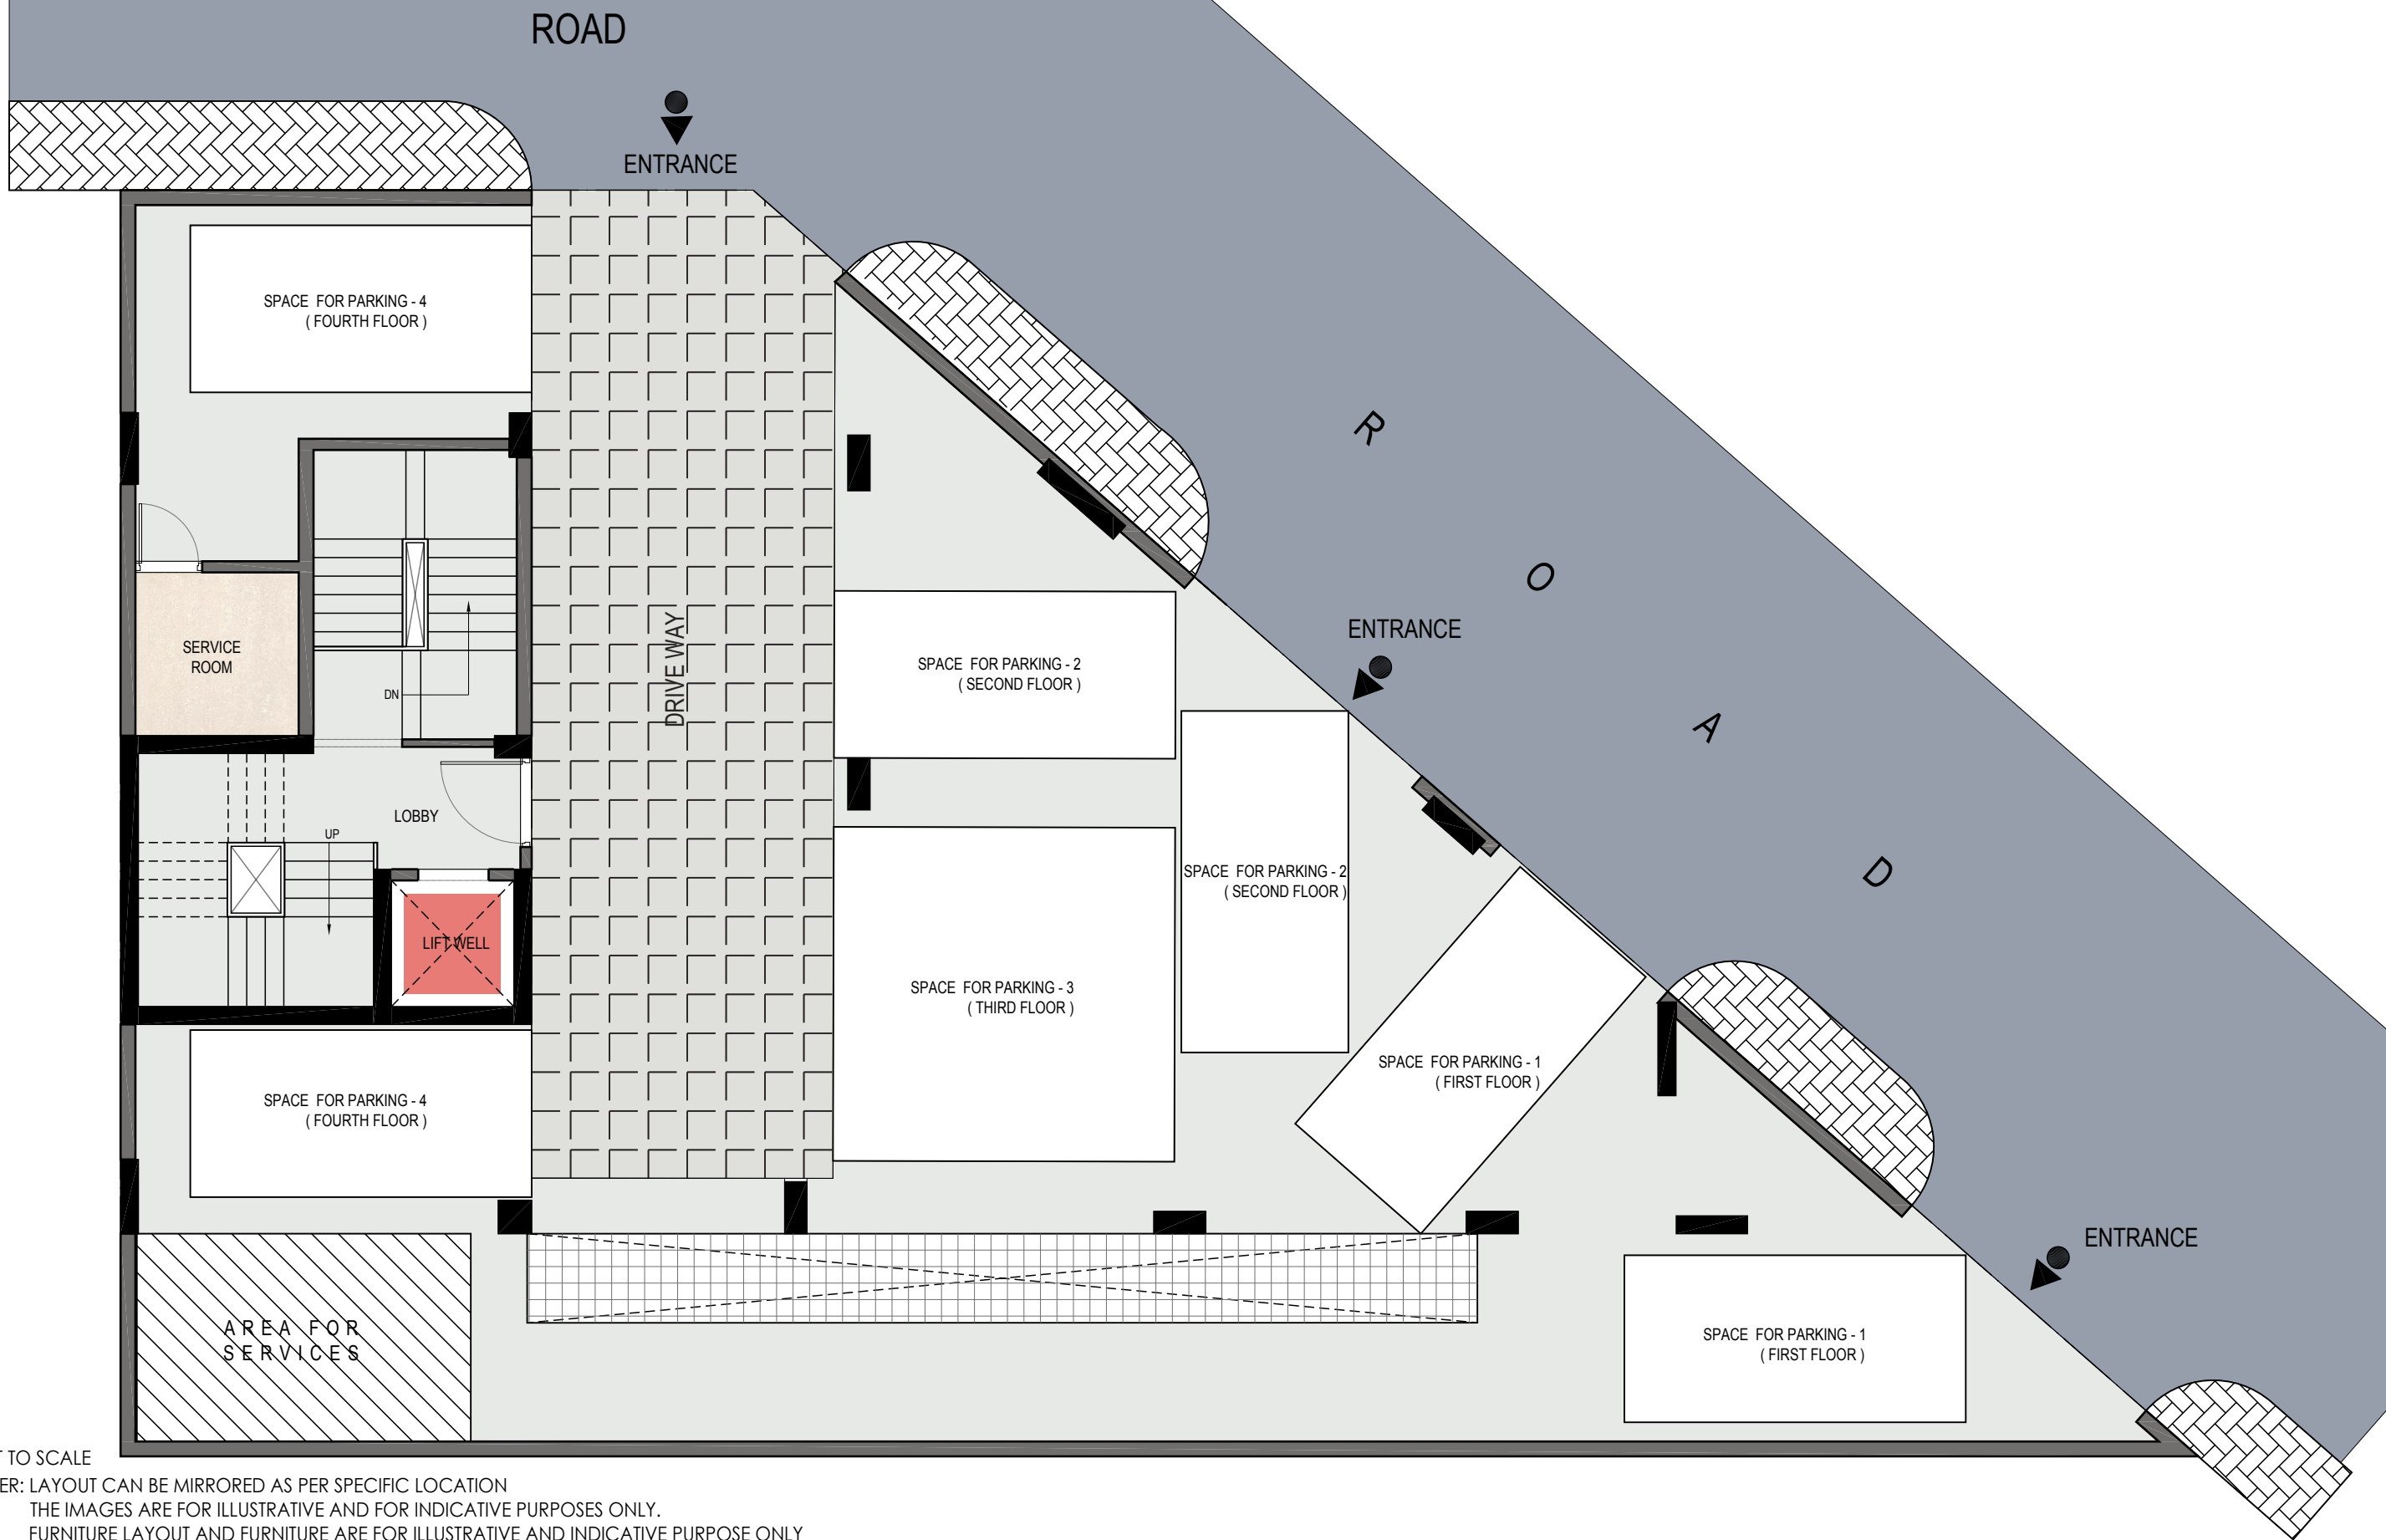 ROAD
ENTRANCE
SPACE FOR PARKING - 4
( FOURTH FLOOR )
R
O
A
D
ENTRANCE
SERVICE
ROOM
DN
DRIVE WAY
SPACE FOR PARKING - 2
( SECOND FLOOR )
LOBBY
UP
SPACE FOR PARKING - 2
( SECOND FLOOR )
LIFT WELL
SPACE FOR PARKING - 3
( THIRD FLOOR )
SPACE FOR PARKING - 1
( FIRST FLOOR )
SPACE FOR PARKING - 4
( FOURTH FLOOR )
ENTRANCE
AREA FOR
SERVICES
SPACE FOR PARKING - 1
( FIRST FLOOR )
TO SCALE
LAYOUT CAN BE MIRRORED AS PER SPECIFIC LOCATION
THE IMAGES ARE FOR ILLUSTRATIVE AND FOR INDICATIVE PURPOSES ONLY.
FURNITURE LAYOUT AND FURNITURE ARE FOR ILLUSTRATIVE AND INDICATIVE PURPOSE ONLY